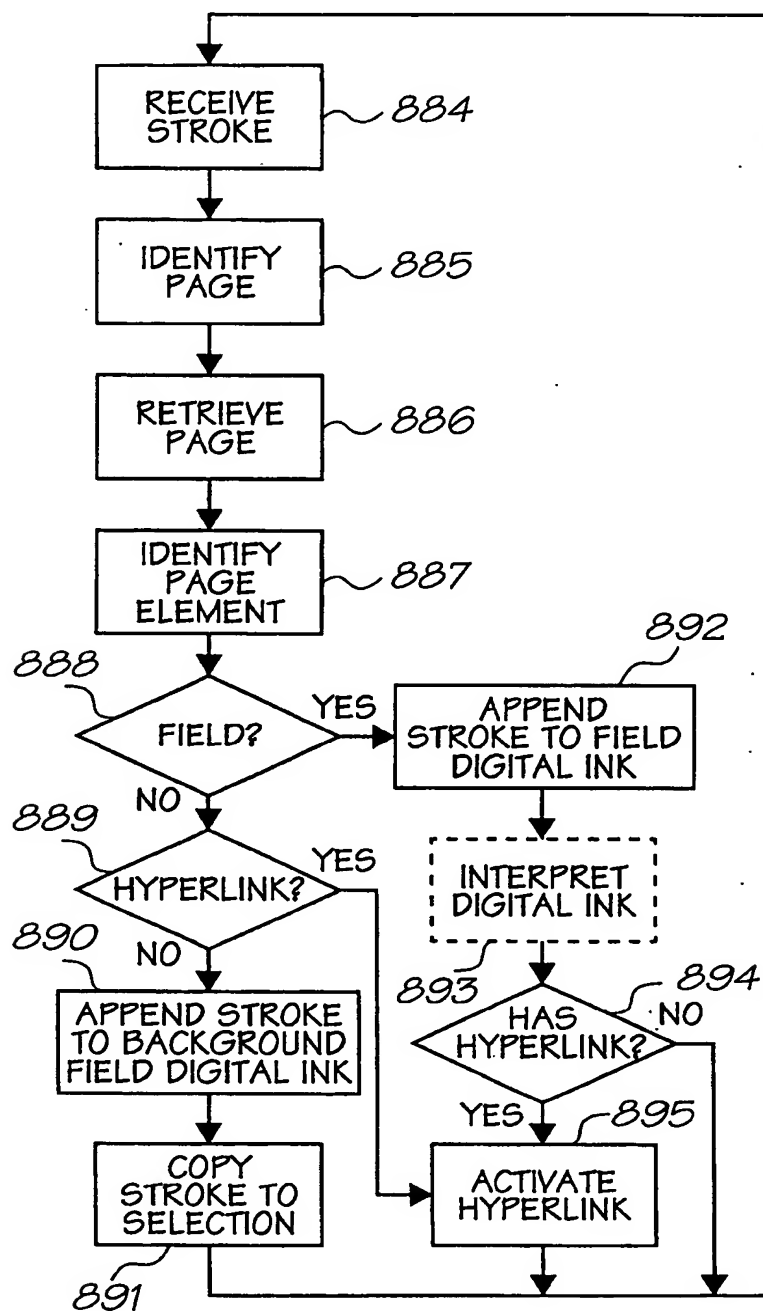 RECEIVE
STROKE
884
IDENTIFY
PAGE
885
RETRIEVE
PAGE
886
IDENTIFY
PAGE
ELEMENT
887
888
FIELD?
YES
NO
892
APPEND
STROKE TO FIELD
DIGITAL INK
889
HYPERLINK?
YES
NO
INTERPRET
DIGITAL INK
893
890
APPEND STROKE
TO BACKGROUND
FIELD DIGITAL INK
894
HAS
HYPERLINK?
NO
YES
895
COPY
STROKE TO
SELECTION
891
ACTIVATE
HYPERLINK